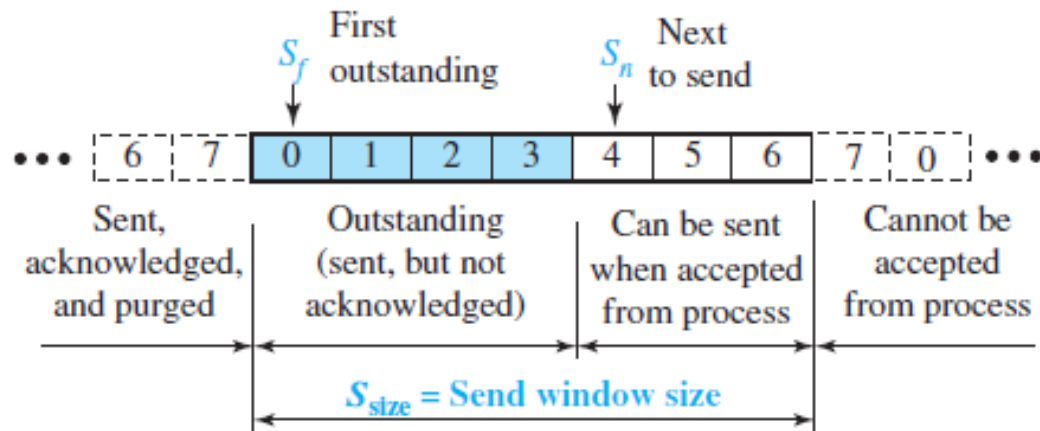 S_f First
outstanding
S_n Next
to send
••• 6 7 0 1 2 3 4 5 6 7 0 •••
Sent,
acknowledged,
and purged
Outstanding
(sent, but not
acknowledged)
Can be sent
when accepted
from process
Cannot be
accepted
from process
S_size = Send window size